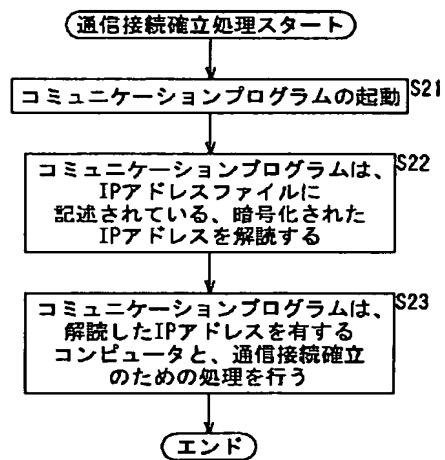 通信接続確立処理スタート
コミュニケーションプログラムの起動
S21
コミュニケーションプログラムは、
S22
IPアドレスファイルに
記述されている、暗号化された
IPアドレスを解読する
コミュニケーションプログラムは、
S23
解読したIPアドレスを有する
コンピュータと、通信接続確立
のための処理を行う
エンド